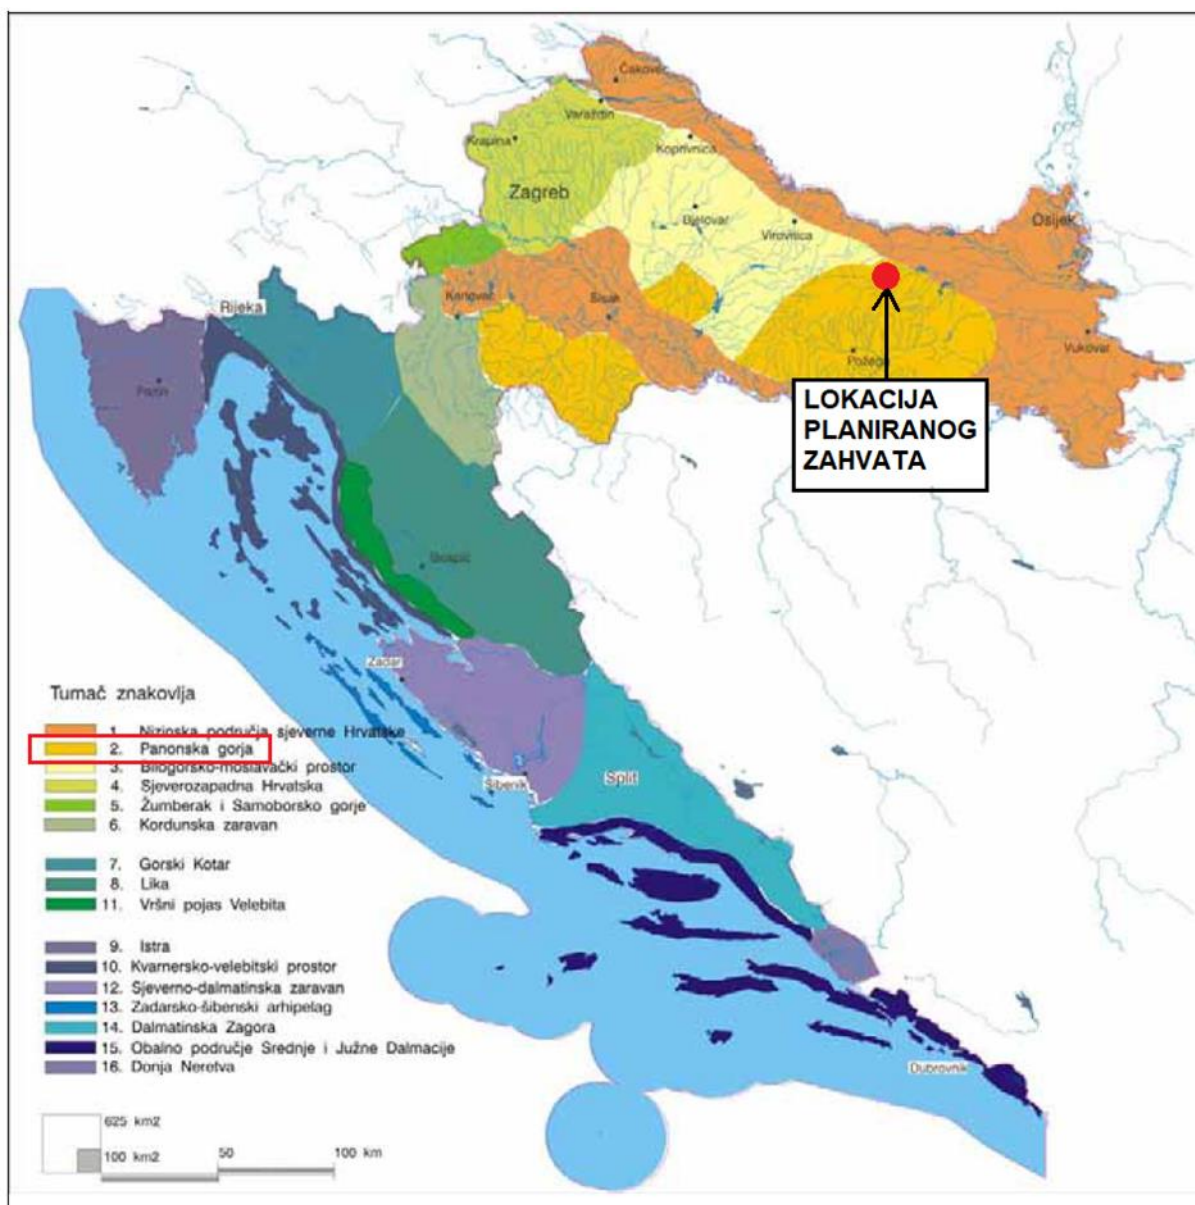 Čakovec
Varaždin
Krapina
Koprivnica
Zagreb
Bjelovar
Virovitica
Osijek
Karlovac
Sisak
Rijeka
Vukovar
Požega
Pazin
LOKACIJA
PLANIRANOG
ZAHVATA
Gospić
Zadar
Tumač znakovlja
1. Nizinska područja sjeverne Hrvatske
2. Panonska gorja
3. Bilogorsko-moslavački prostor
4. Sjeverozapadna Hrvatska
5. Žumberak i Samoborsko gorje
6. Kordunska zaravan
Šibenik
Split
7. Gorski Kotar
8. Lika
11. Vršni pojas Velebita
9. Istra
10. Kvarnersko-velebitski prostor
12. Sjeverno-dalmatinska zaravan
13. Zadarsko-šibenski arhipelag
14. Dalmatinska Zagora
15. Obalno područje Srednje i Južne Dalmacije
16. Donja Neretva
Dubrovnik
625 km2
100 km2
50
100 km